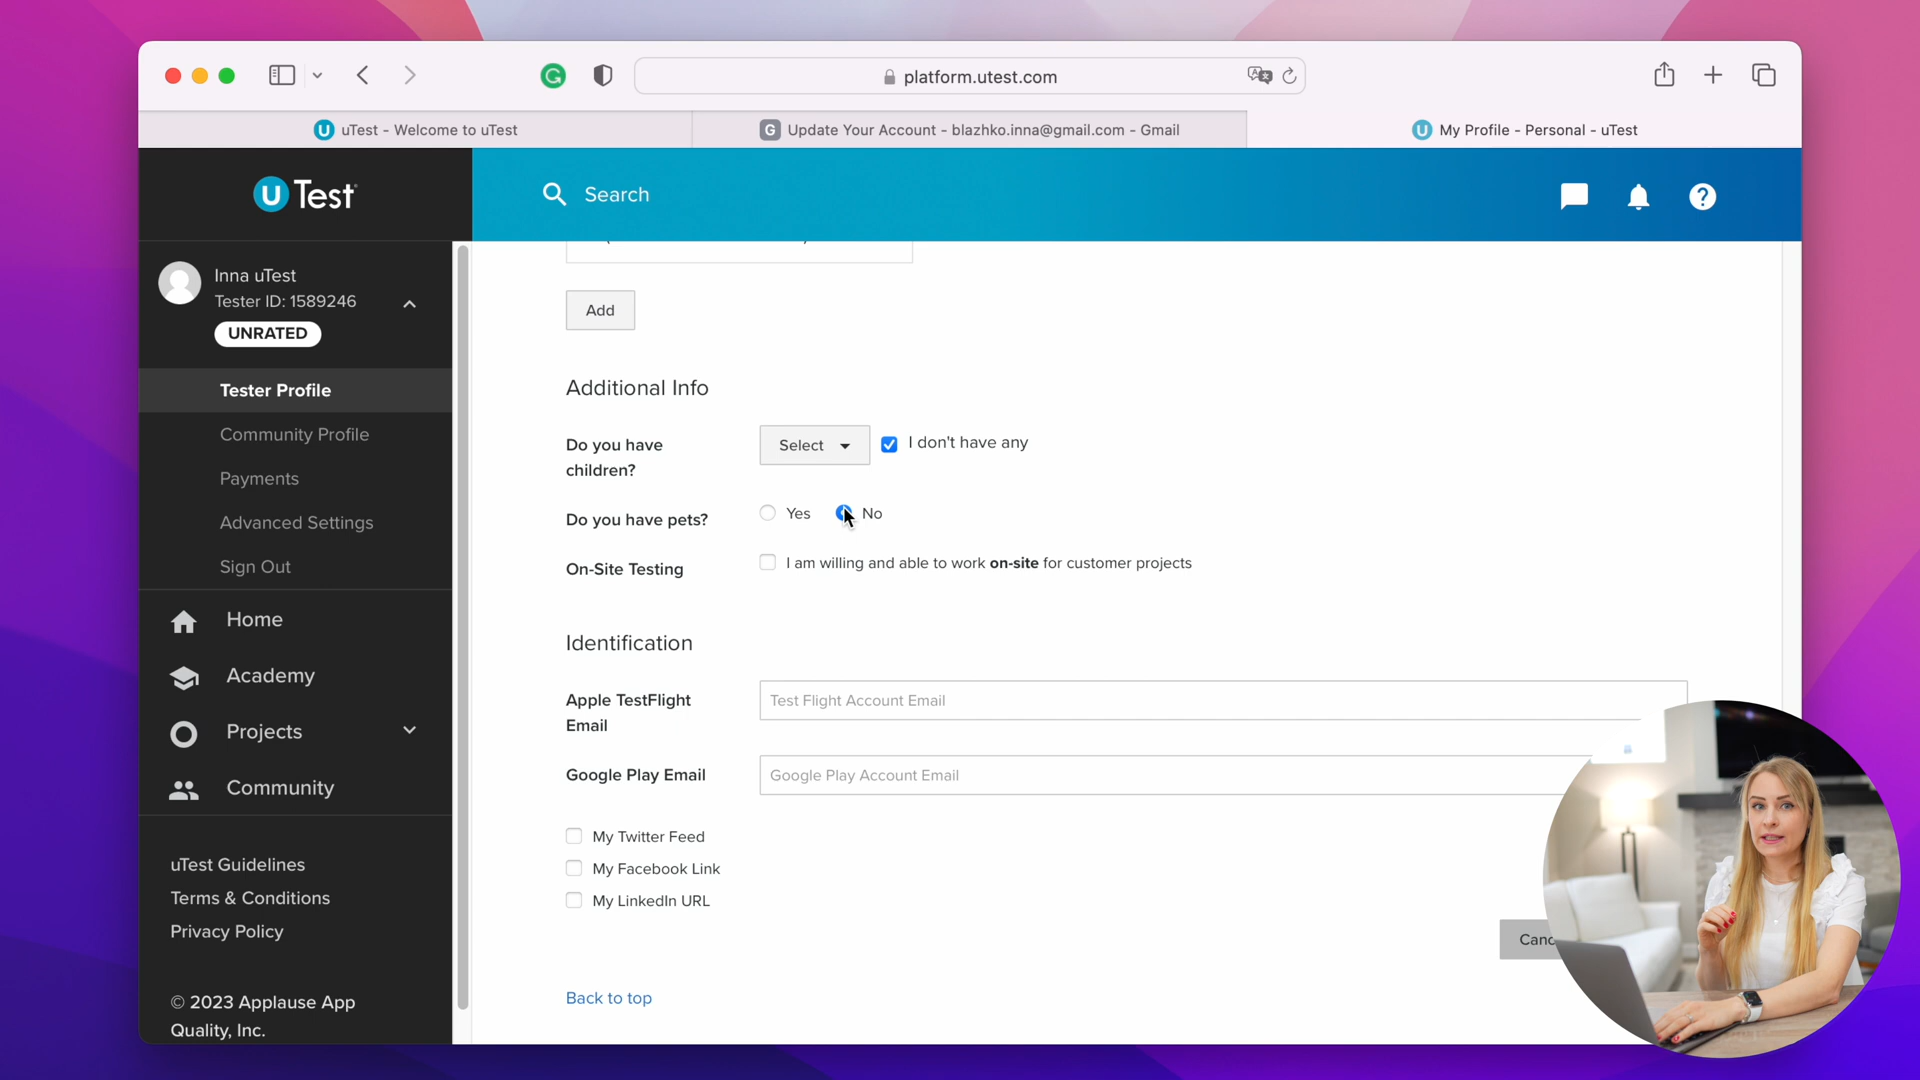 platform.utest.com
uTest - Welcome to uTest
Update Your Account - blazhko.inna@gmail.com - Gmail
My Profile - Personal - uTest
uTest
Search
Inna uTest
Tester ID: 1589246
UNRATED
Tester Profile
Community Profile
Payments
Advanced Settings
Sign Out
Home
Academy
Projects
Community
uTest Guidelines
Terms & Conditions
Privacy Policy
© 2023 Applause App
Quality, Inc.
Add
Additional Info
Do you have
children?
Select
I don't have any
Do you have pets?
Yes
No
On-Site Testing
I am willing and able to work on-site for customer projects
Identification
Apple TestFlight
Email
Test Flight Account Email
Google Play Email
Google Play Account Email
My Twitter Feed
My Facebook Link
My LinkedIn URL
Back to top